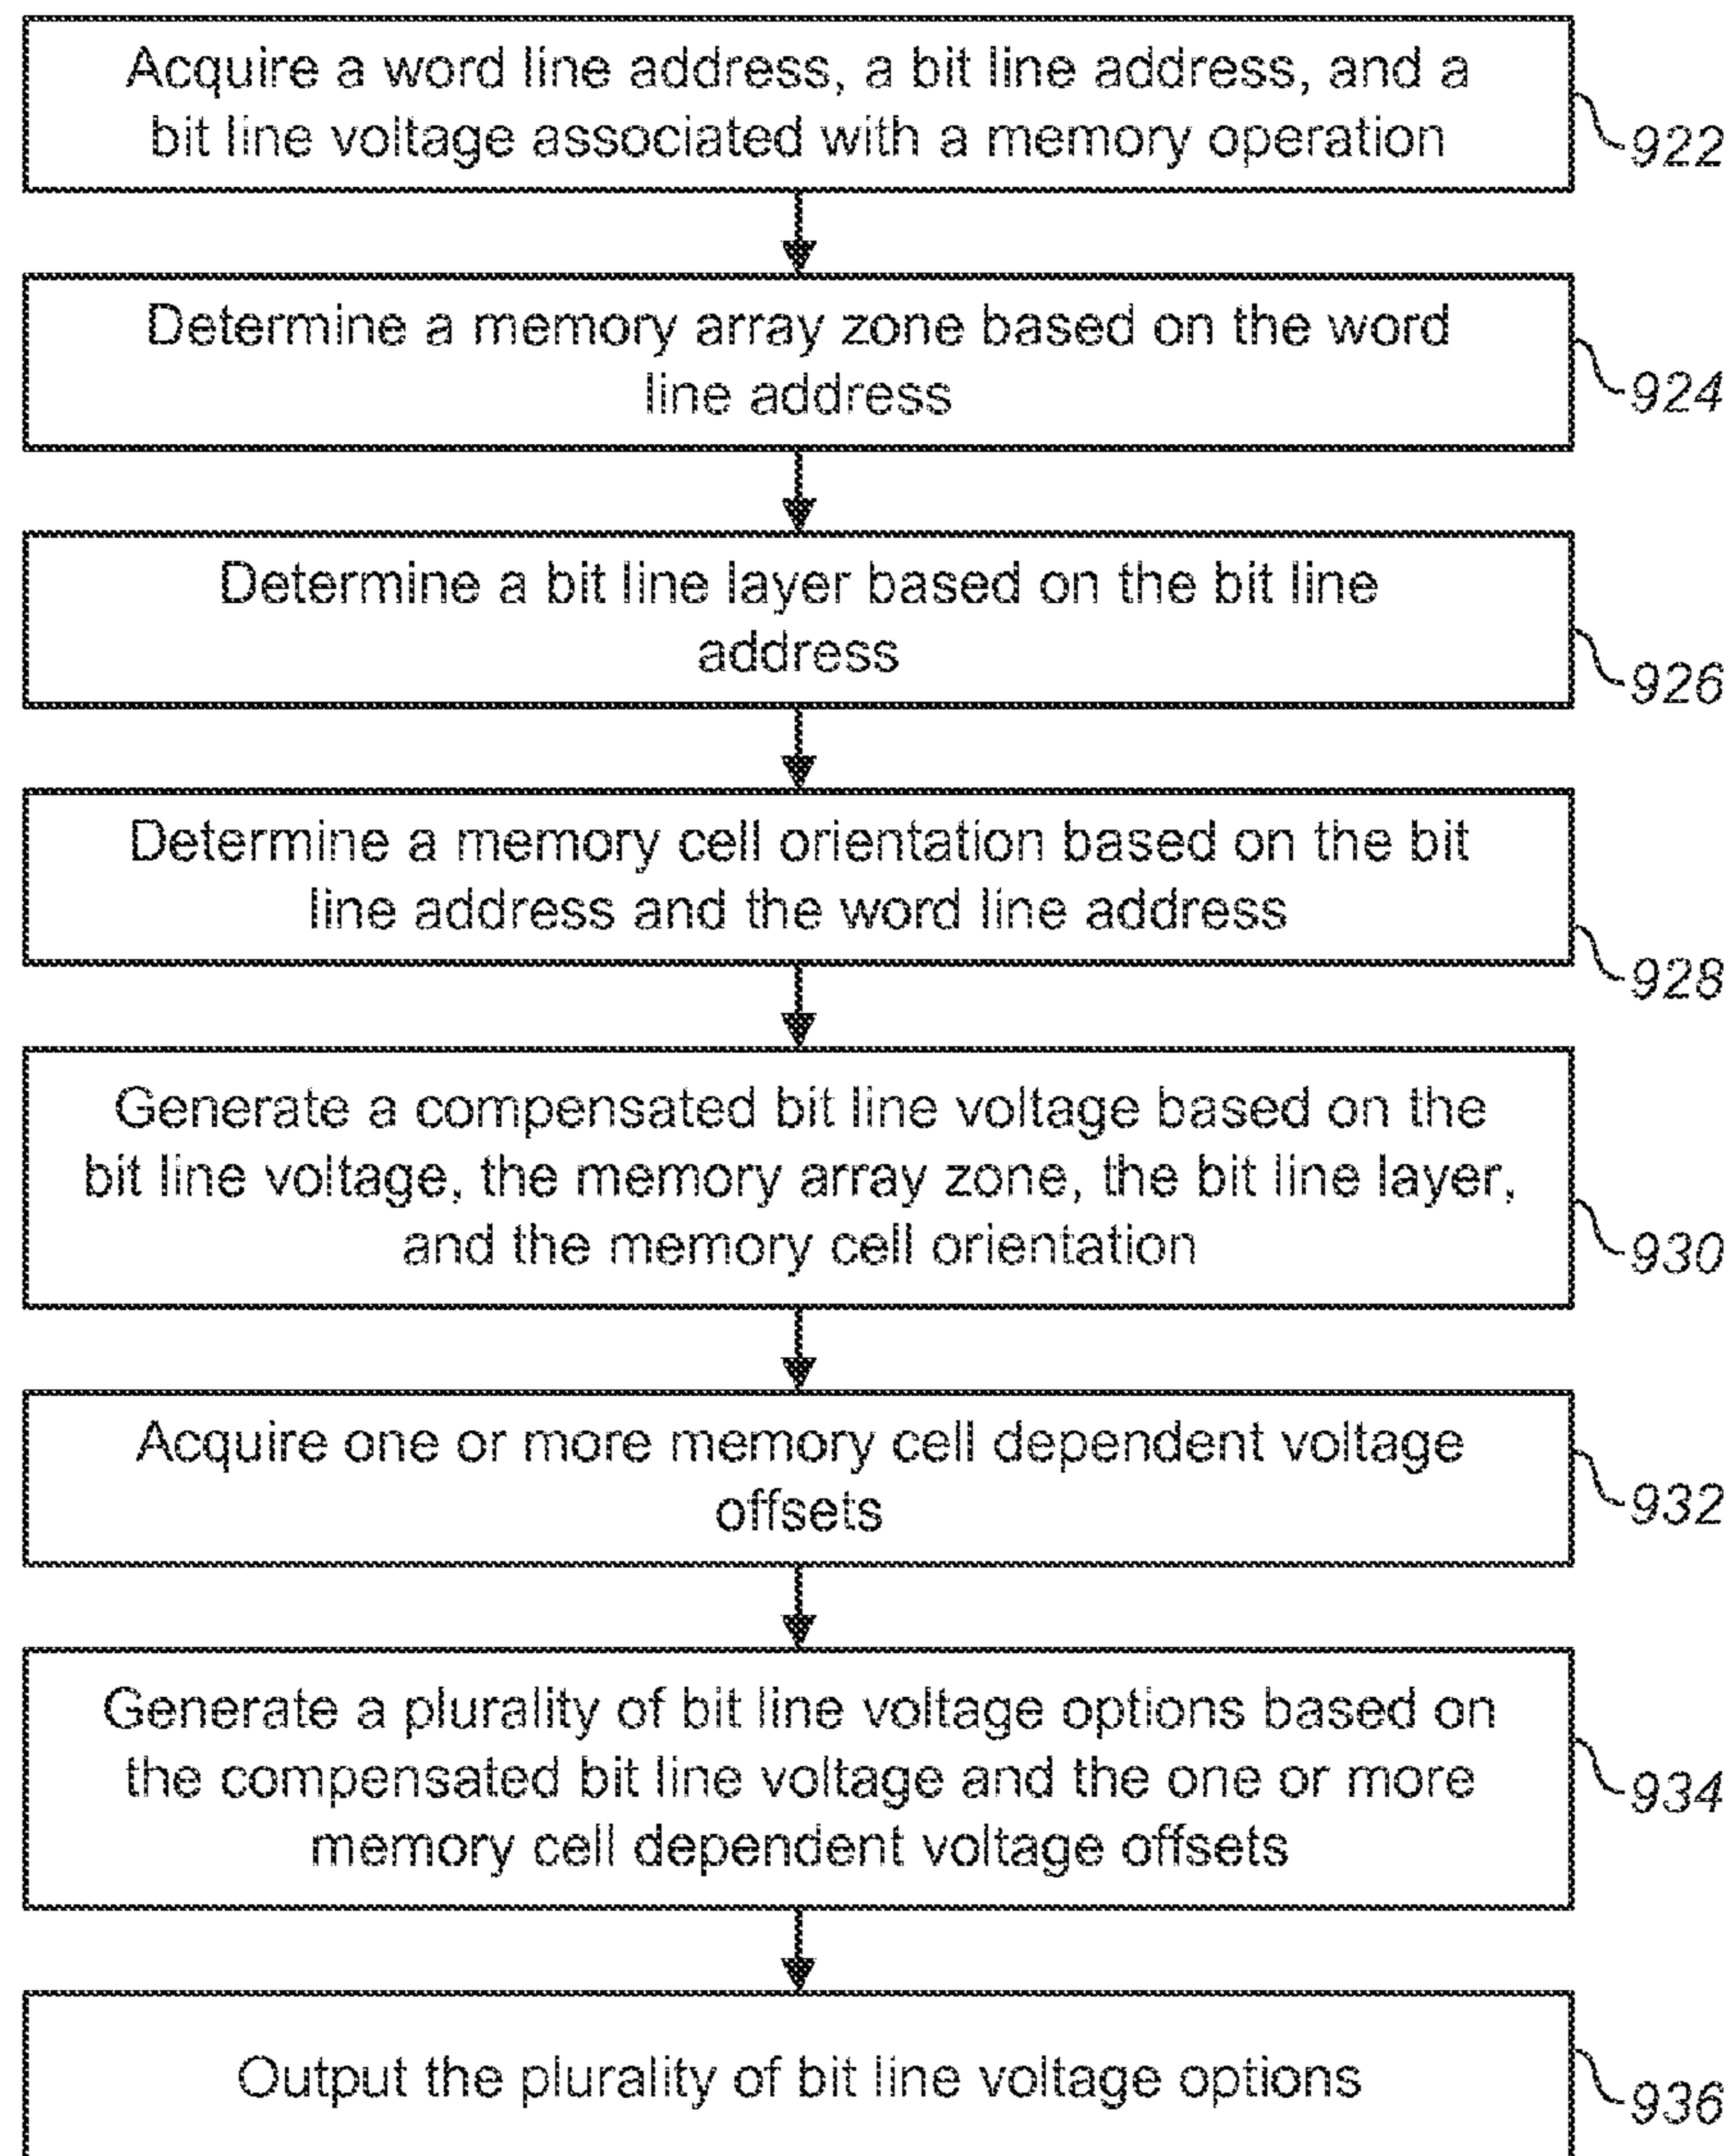 Acquire a word line address, a bit line address, and a
bit line voltage associated with a memory operation
922
Determine a memory array zone based on the word
line address
924
Determine a bit line layer based on the bit line
address
926
Determine a memory cell orientation based on the bit
line address and the word line address
928
Generate a compensated bit line voltage based on the
bit line voltage, the memory array zone, the bit line layer,
and the memory cell orientation
930
Acquire one or more memory cell dependent voltage
offsets
932
Generate a plurality of bit line voltage options based on
the compensated bit line voltage and the one or more
memory cell dependent voltage offsets
934
Output the plurality of bit line voltage options
936